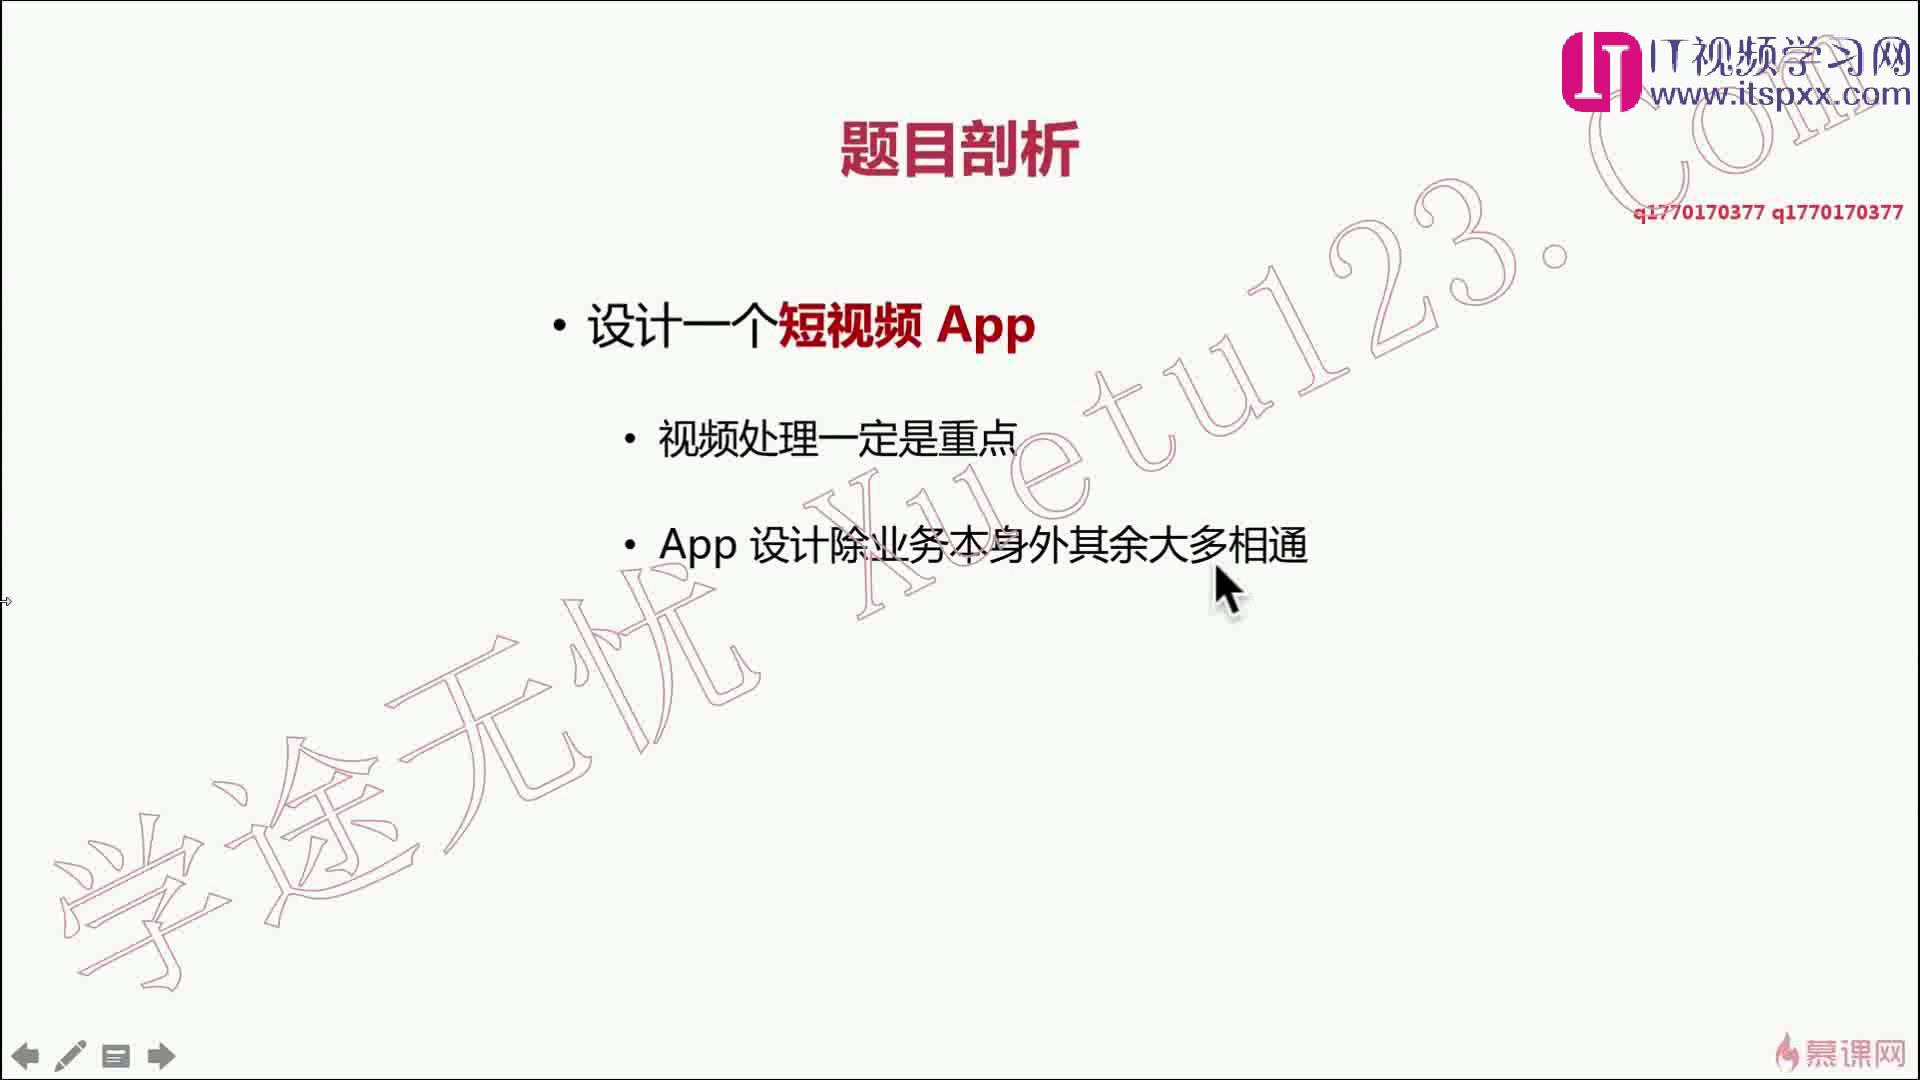 IT视频学习网
www.itspxx.com
题目剖析
q1770170377 q1770170377
• 设计一个短视频 App
• 视频处理一定是重点
• App 设计除业务本身外其余大多相通
学途无忧 Xuetu123.Com
慕课网